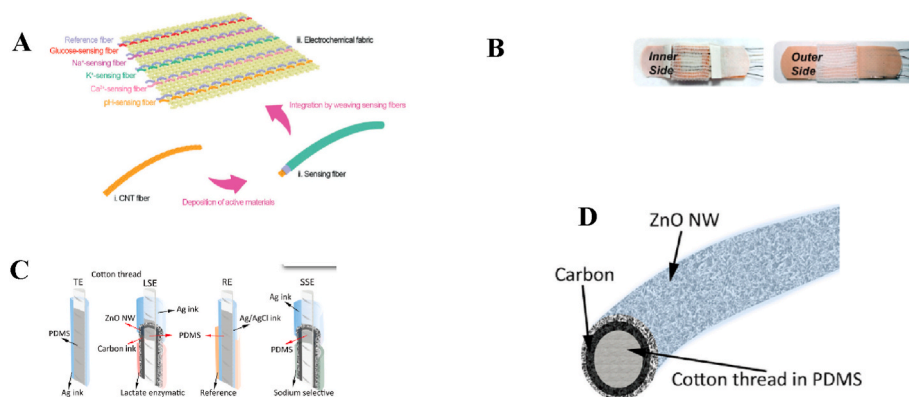 A
Reference fiber
Glucose-sensing fiber
Na⁺-sensing fiber
K⁺-sensing fiber
Ca²⁺-sensing fiber
pH-sensing fiber
iii. Electrochemical fabric
Integration by weaving sensing fibers
i. CNT fiber
ii. Sensing fiber
Deposition of active materials
B
Inner
Side
Outer
Side
C
Cotton thread
TE
LSE
RE
SSE
Ag ink
Ag ink
ZnO NW
Ag/AgCl ink
PDMS
PDMS
Carbon ink
PDMS
Ag ink
Lactate enzymatic
Reference
Sodium selective
D
ZnO NW
Carbon
Cotton thread in PDMS